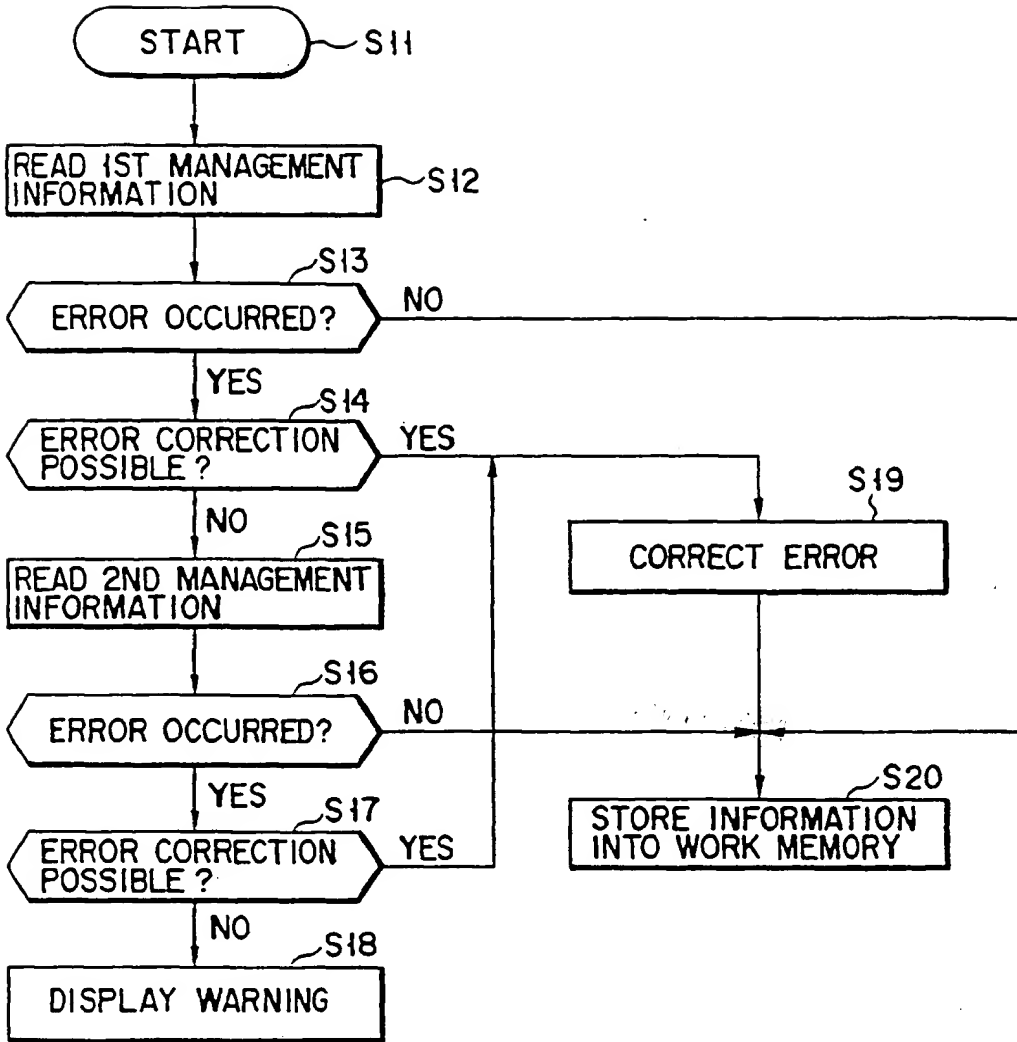 START
S11
READ 1ST MANAGEMENT
INFORMATION
S12
S13
ERROR OCCURRED?
NO
YES
S14
ERROR CORRECTION
POSSIBLE?
YES
NO
S15
READ 2ND MANAGEMENT
INFORMATION
S19
CORRECT ERROR
S16
ERROR OCCURRED?
NO
YES
S17
ERROR CORRECTION
POSSIBLE?
YES
NO
S20
STORE INFORMATION
INTO WORK MEMORY
S18
DISPLAY WARNING